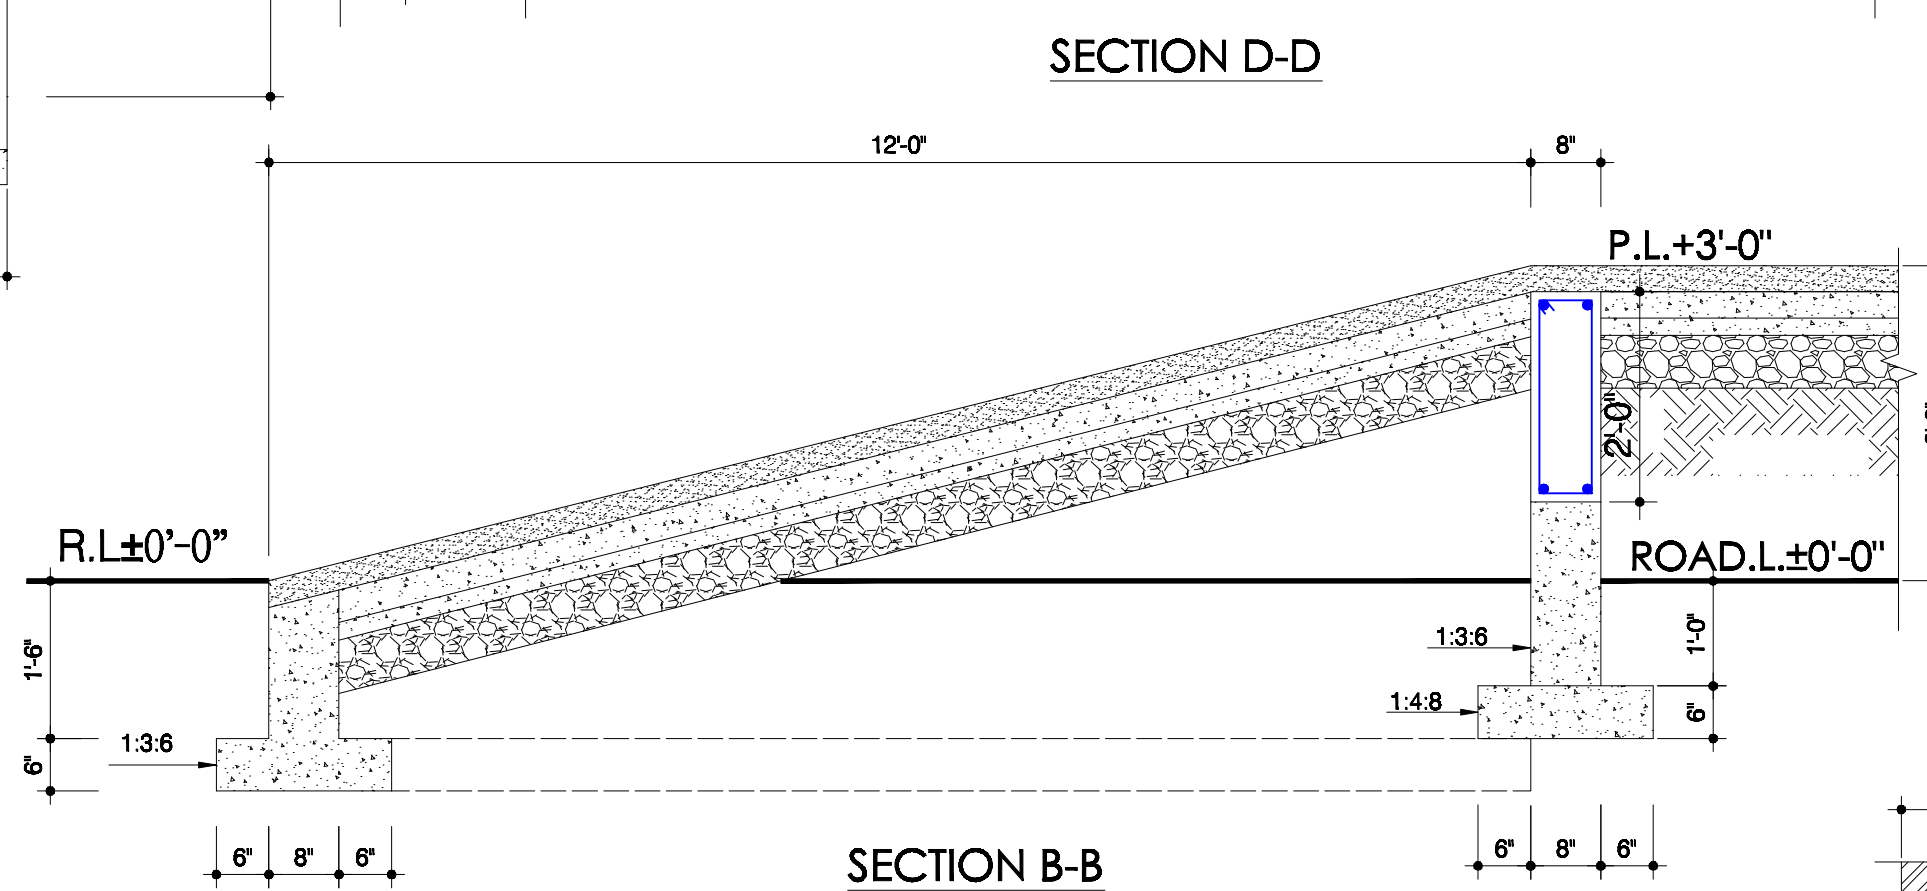 SECTION D-D
12'-0"
8"
P.L.+3'-0"
2'-0"
R.L±0'-0”
ROAD.L.±0'-0"
1'-6"
1:3:6
1'-0"
1:4:8
6"
1:3:6
6"
6" 8" 6"
SECTION B-B
6" 8" 6"